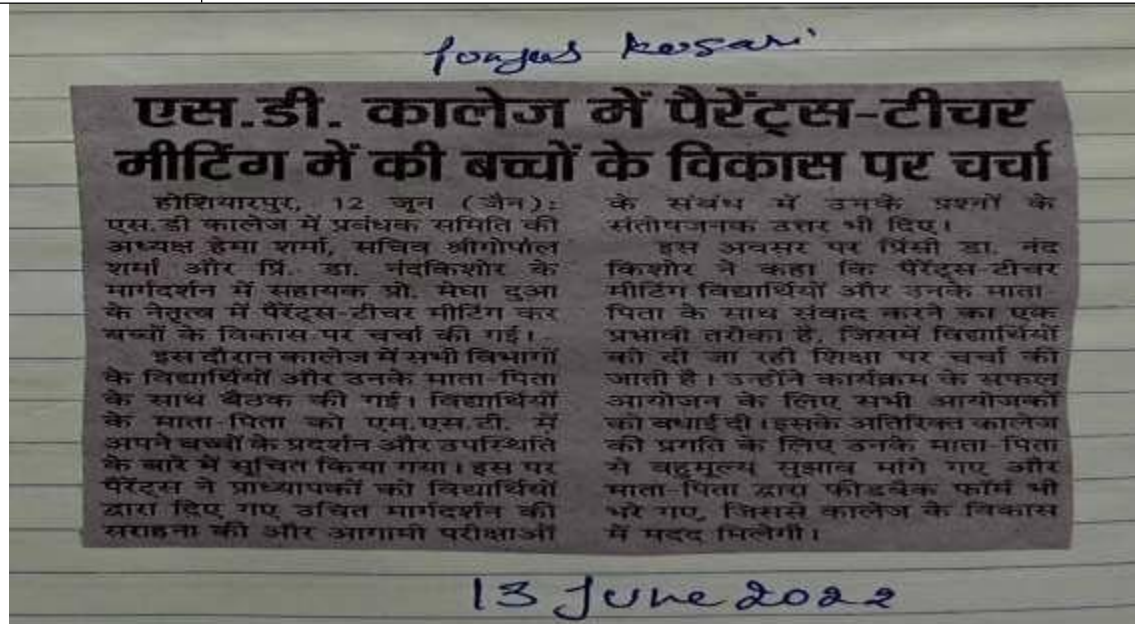 Punjab Kesari
एस.डी. कालेज में पैरेंट्स-टीचर
मीटिंग में की बच्चों के विकास पर चर्चा
होशियारपुर, 12 जून (जैन):
एस.डी कालेज में प्रबंधक समिति की
अध्यक्ष हेमा शर्मा, सचिव श्रीगोपाल
शर्मा और प्रिं. डा. नंदकिशोर के
मार्गदर्शन में सहायक प्रो. मेघा दुआ
के नेतृत्व में पैरेंट्स-टीचर मीटिंग कर
बच्चों के विकास पर चर्चा की गई।
इस दौरान कालेज में सभी विभागों
के विद्यार्थियों और उनके माता-पिता
के साथ बैठक की गई। विद्यार्थियों
के माता-पिता को एम.एस.टी. में
अपने बच्चों के प्रदर्शन और उपस्थिति
के बारे में सुचित किया गया। इस पर
पैरेंट्स ने प्राध्यापकों को विद्यार्थियों
द्वारा दिए गए उचित मार्गदर्शन की
सराहना की और आगामी परीक्षाओं
के संबंध में उनके प्रश्नों के
संतोषजनक उत्तर भी दिए।
इस अवसर पर प्रिंसी डा. नंद
किशोर ने कहा कि पैरेंट्स-टीचर
मीटिंग विद्यार्थियों और उनके माता-
पिता के साथ संवाद करने का एक
प्रभावी तरीका है, जिसमें विद्यार्थियों
को दी जा रही शिक्षा पर चर्चा की
जाती है। उन्होंने कार्यक्रम के सफल
आयोजन के लिए सभी आयोजकों
को बधाई दी। इसके अतिरिक्त कालेज
की प्रगति के लिए उनके माता-पिता
से बहुमूल्य सुझाव मांगे गए और
माता-पिता द्वारा फीडबैक फॉर्म भी
भरे गए, जिससे कालेज के विकास
में मदद मिलेगी।
13 June 2022